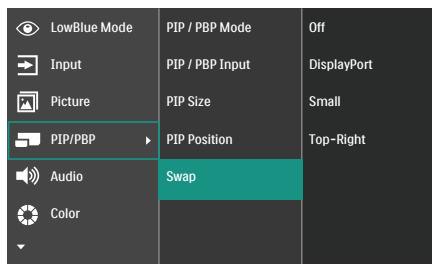 LowBlue Mode PIP / PBP Mode Off
Input PIP / PBP Input DisplayPort
Picture PIP Size Small
PIP/PBP PIP Position Top-Right
Audio Swap
Color